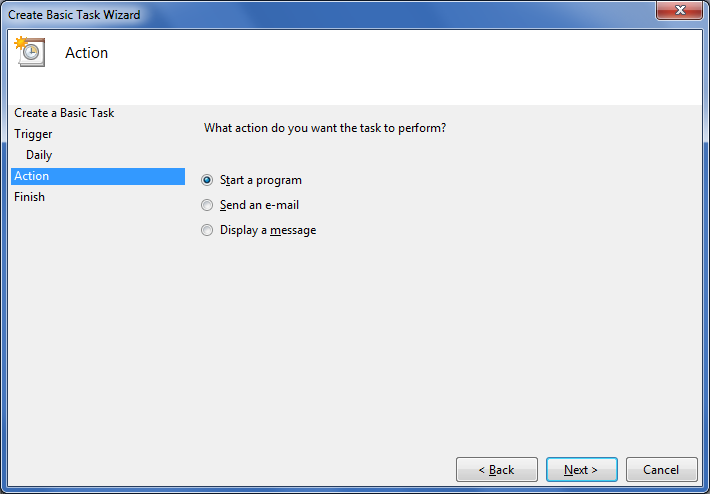 Create Basic Task Wizard
Action
Create a Basic Task
Trigger
Daily
Action
Finish
What action do you want the task to perform?
Start a program
Send an e-mail
Display a message
< Back
Next >
Cancel